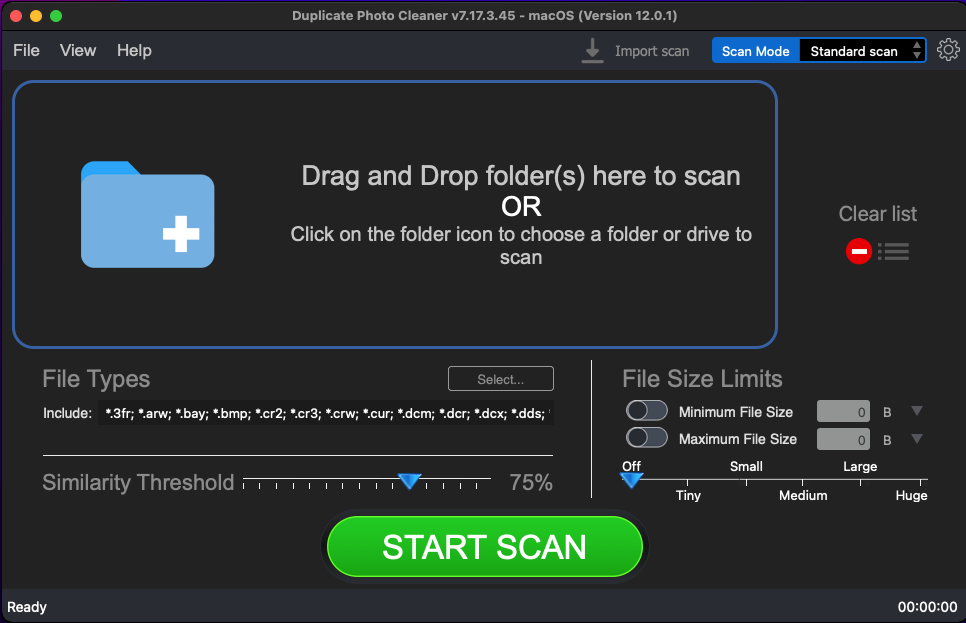 Duplicate Photo Cleaner v7.17.3.45 - macOS (Version 12.0.1)
File View Help Import scan Scan Mode Standard scan
Drag and Drop folder(s) here to scan
OR
Click on the folder icon to choose a folder or drive to
scan
Clear list
File Types Select...
Include: *.3fr; *.arw; *.bay; *.bmp; *.cr2; *.cr3; *.crw; *.cur; *.dcm; *.dcr; *.dcx; *.dds;
Similarity Threshold 75%
File Size Limits
Minimum File Size 0 B
Maximum File Size 0 B
Off Small Large
Tiny Medium Huge
START SCAN
Ready 00:00:00